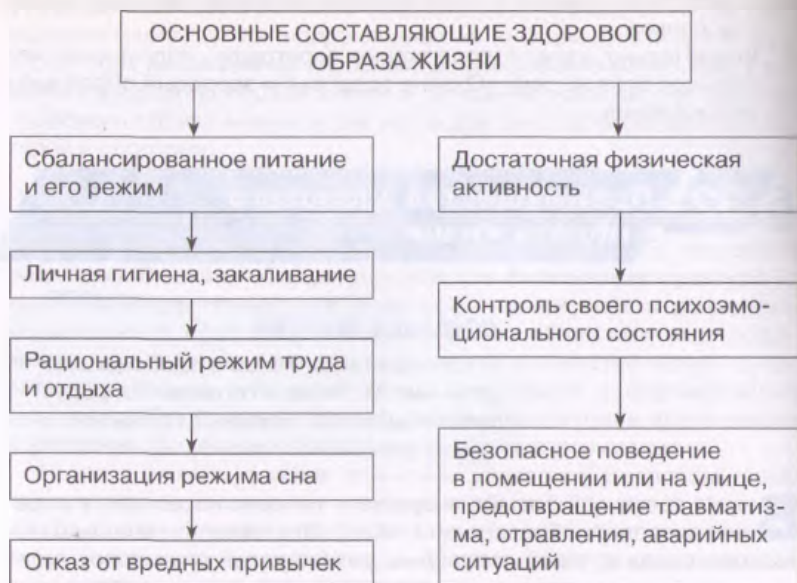 ОСНОВНЫЕ СОСТАВЛЯЮЩИЕ ЗДОРОВОГО
ОБРАЗА ЖИЗНИ
Сбалансированное питание
и его режим
Личная гигиена, закаливание
Рациональный режим труда
и отдыха
Организация режима сна
Отказ от вредных привычек
Достаточная физическая
активность
Контроль своего психоэмо-
ционального состояния
Безопасное поведение
в помещении или на улице,
предотвращение травматиз-
ма, отравления, аварийных
ситуаций